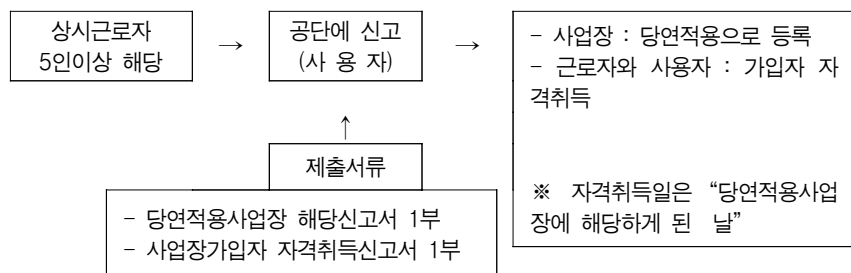 상시근로자
5인이상 해당
→
공단에 신고
(사 용 자)
→
- 사업장 : 당연적용으로 등록
- 근로자와 사용자 : 가입자 자
격취득
※ 자격취득일은 “당연적용사업
장에 해당하게 된 날”
↑
제출서류
- 당연적용사업장 해당신고서 1부
- 사업장가입자 자격취득신고서 1부